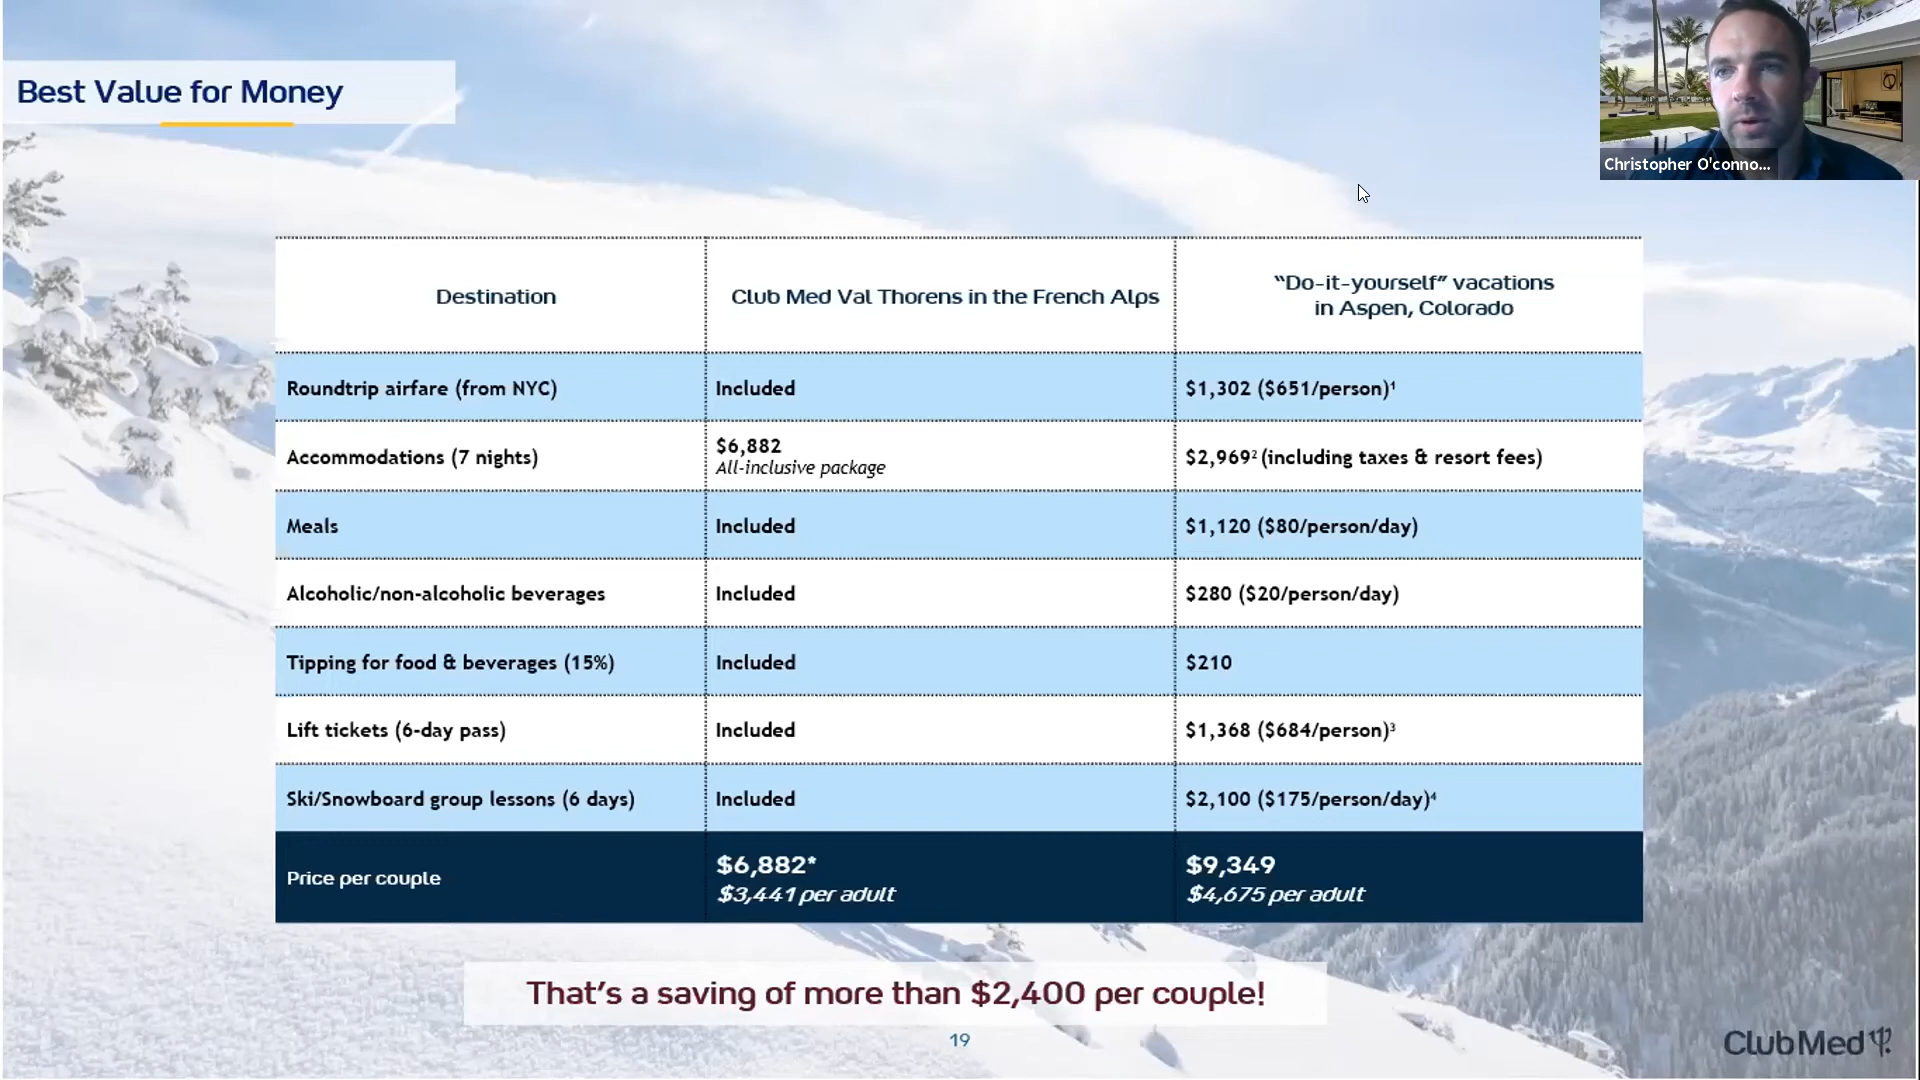 Best Value for Money
Christopher O'conno...
Destination
Club Med Val Thorens in the French Alps
“Do-it-yourself” vacations
in Aspen, Colorado
Roundtrip airfare (from NYC)
Included
$1,302 ($651/person)¹
Accommodations (7 nights)
$6,882
All-inclusive package
$2,969² (including taxes & resort fees)
Meals
Included
$1,120 ($80/person/day)
Alcoholic/non-alcoholic beverages
Included
$280 ($20/person/day)
Tipping for food & beverages (15%)
Included
$210
Lift tickets (6-day pass)
Included
$1,368 ($684/person)³
Ski/Snowboard group lessons (6 days)
Included
$2,100 ($175/person/day)⁴
Price per couple
$6,882*
$3,441 per adult
$9,349
$4,675 per adult
That’s a saving of more than $2,400 per couple!
19
Club Med